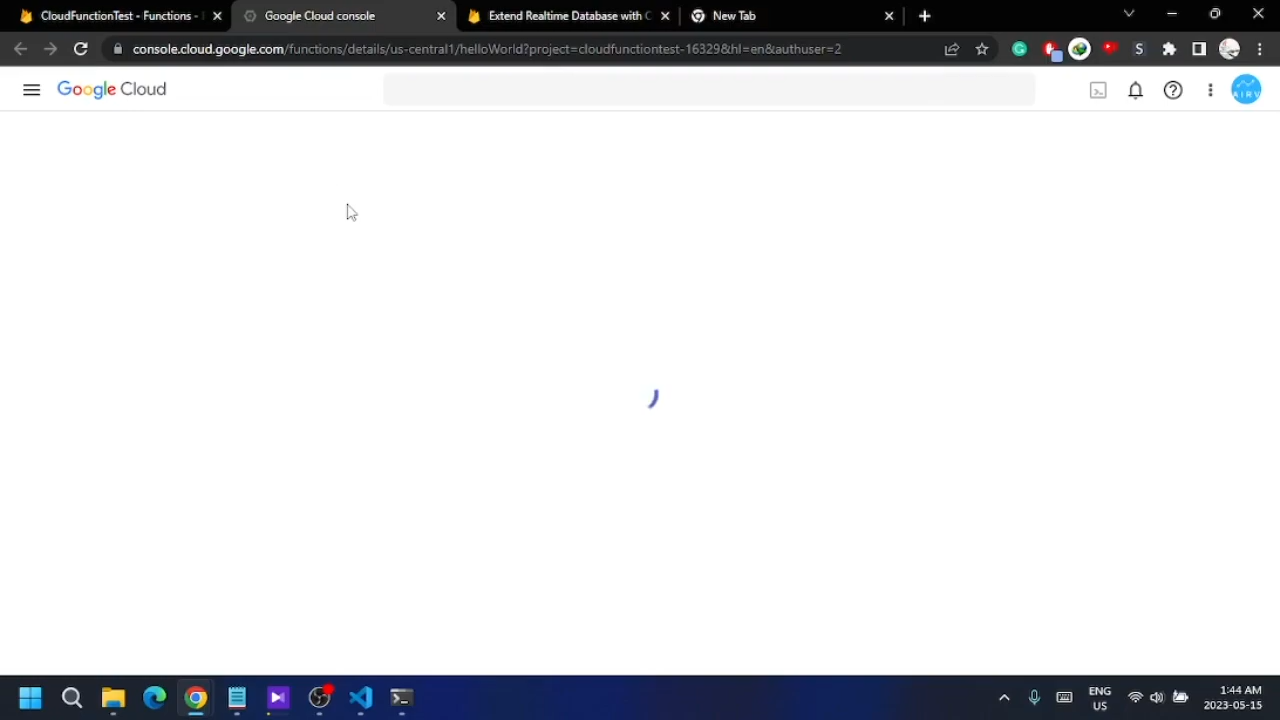 CloudFunctionTest - Functions -
Google Cloud console
Extend Realtime Database with C
New Tab
console.cloud.google.com/functions/details/us-central1/helloWorld?project=cloudfunctiontest-16329&hl=en&authuser=2
S
Google Cloud
AIRV
ENG
US
1:44 AM
2023-05-15